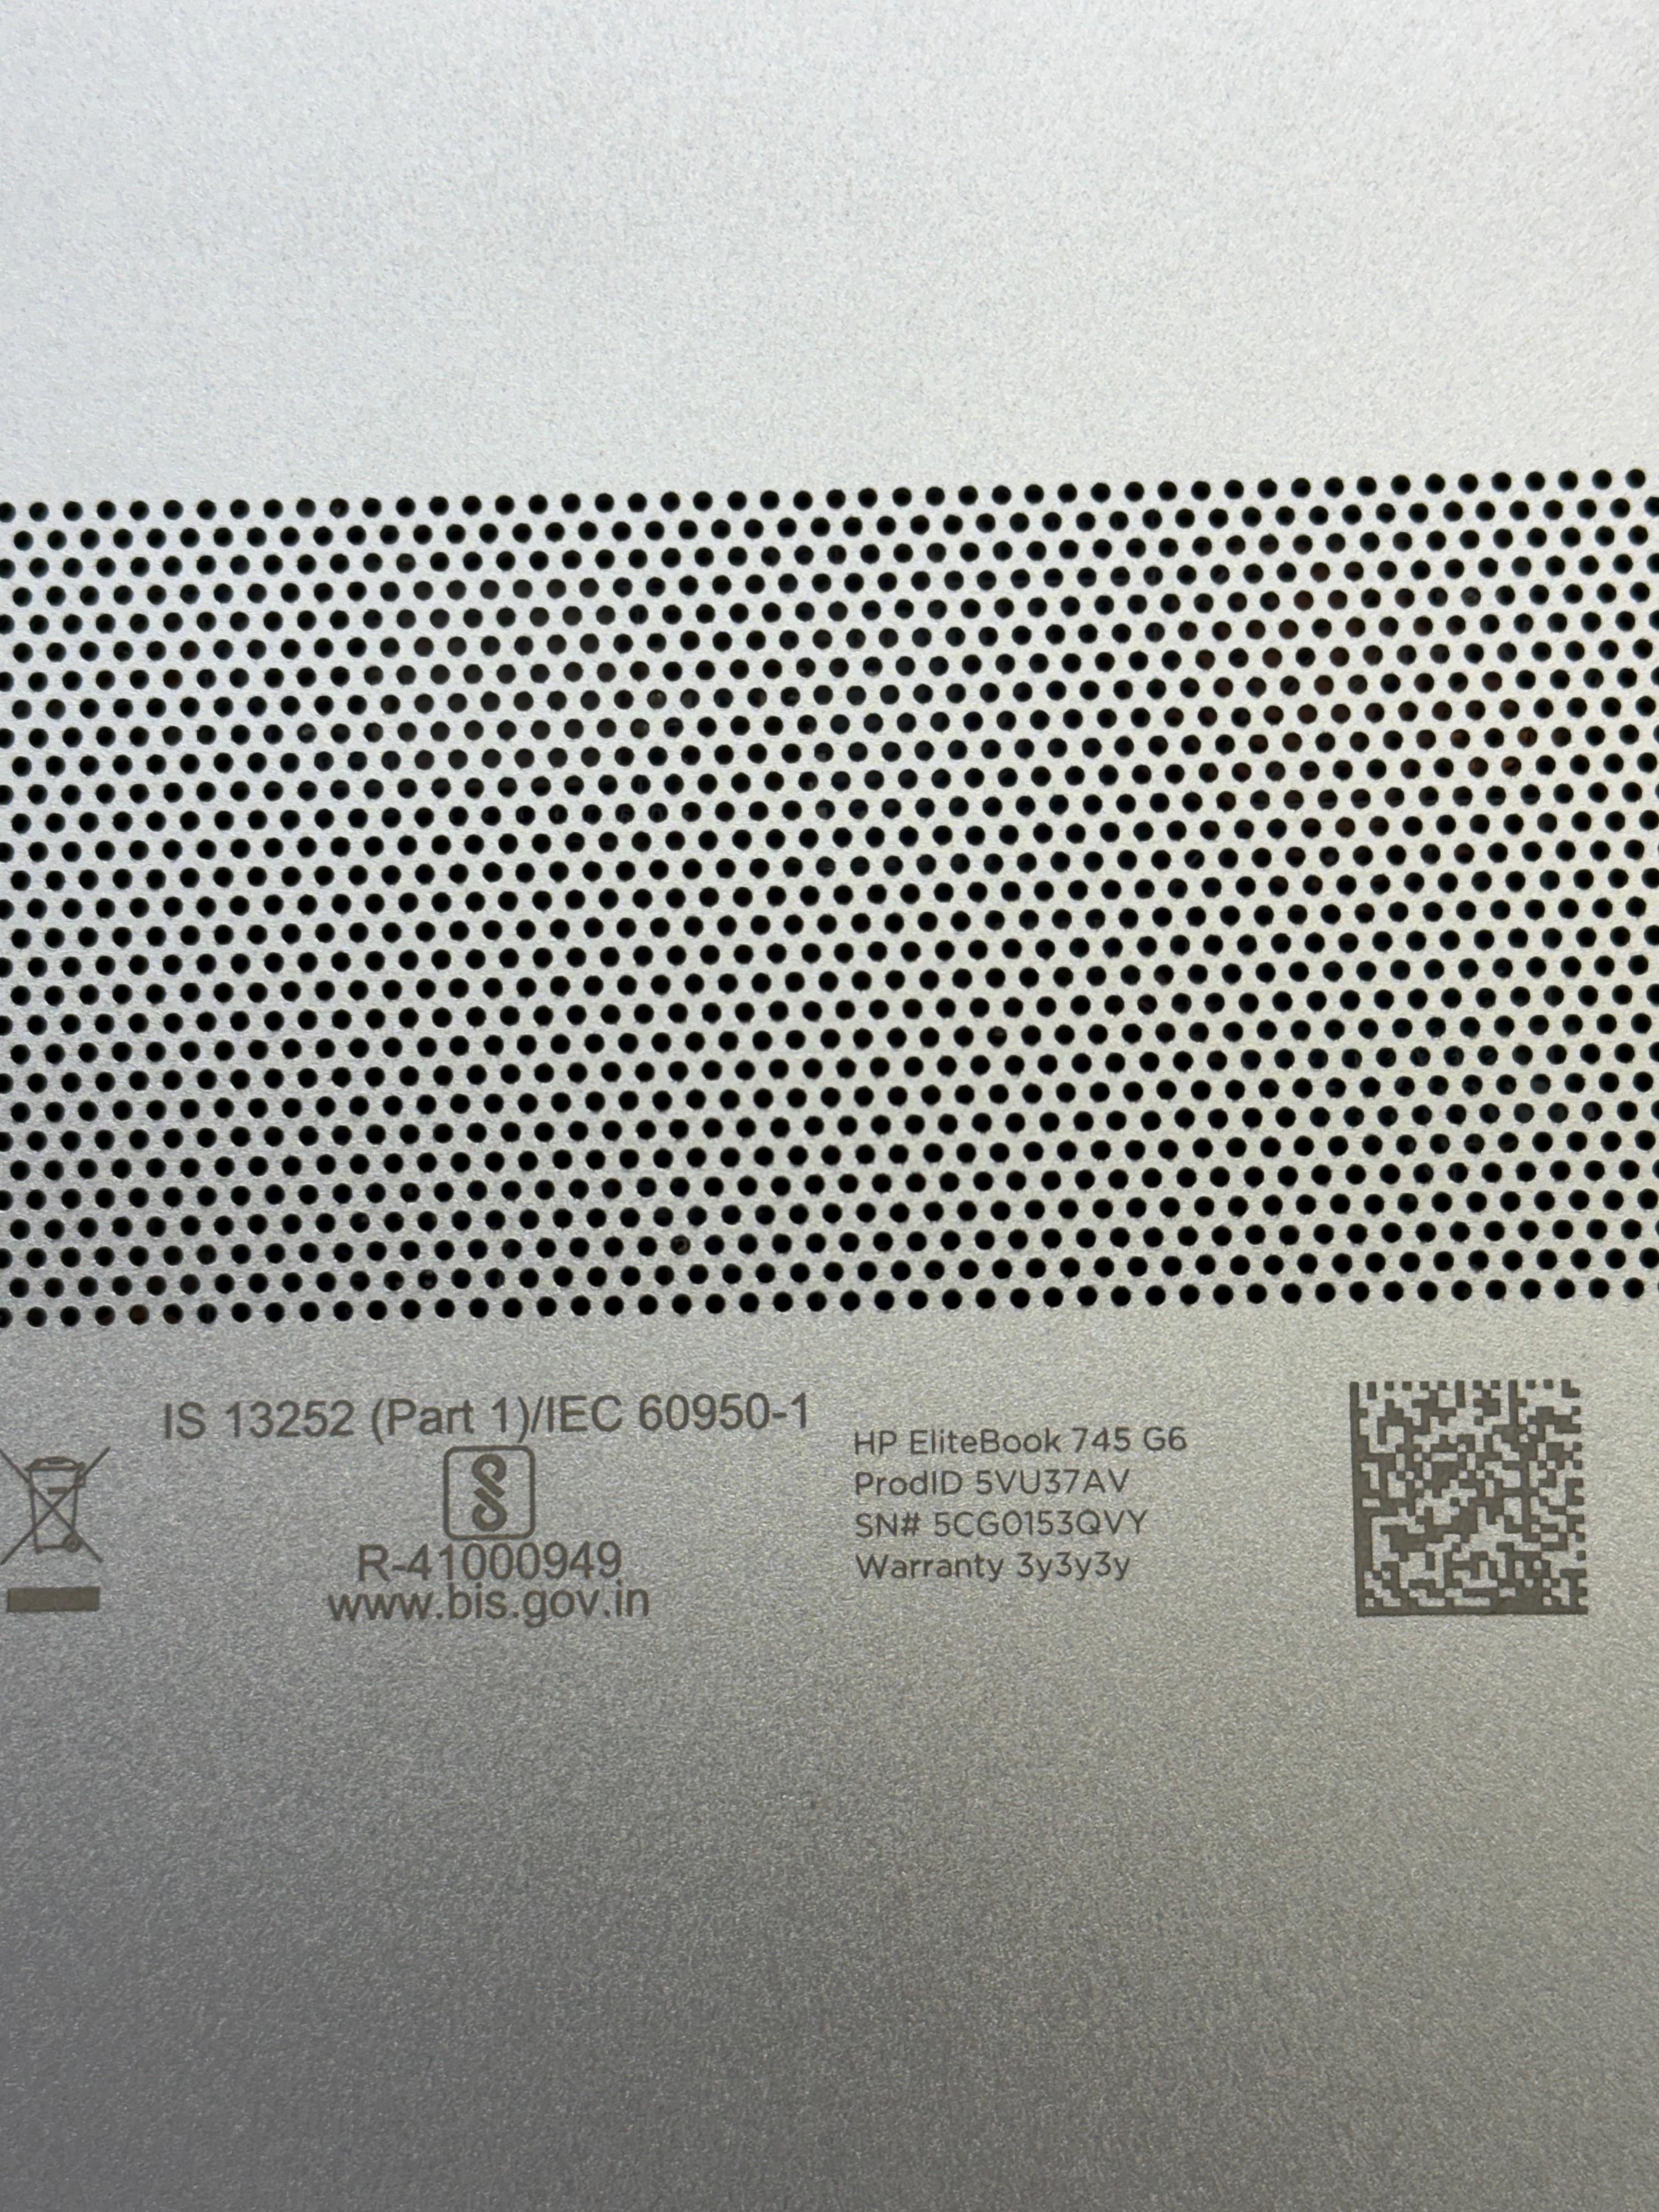 IS 13252 (Part 1)/IEC 60950-1
R-41000949
www.bis.gov.in
HP EliteBook 745 G6
ProdID 5VU37AV
SN# 5CG0153QVY
Warranty 3y3y3y